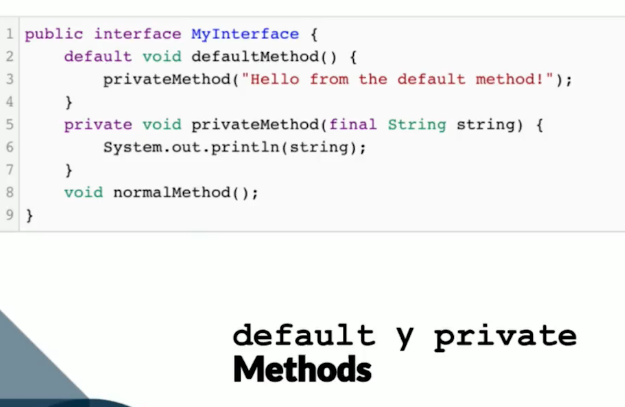 1 public interface MyInterface {
2     default void defaultMethod() {
3         privateMethod("Hello from the default method!");
4     }
5     private void privateMethod(final String string) {
6         System.out.println(string);
7     }
8     void normalMethod();
9 }
default y private
Methods